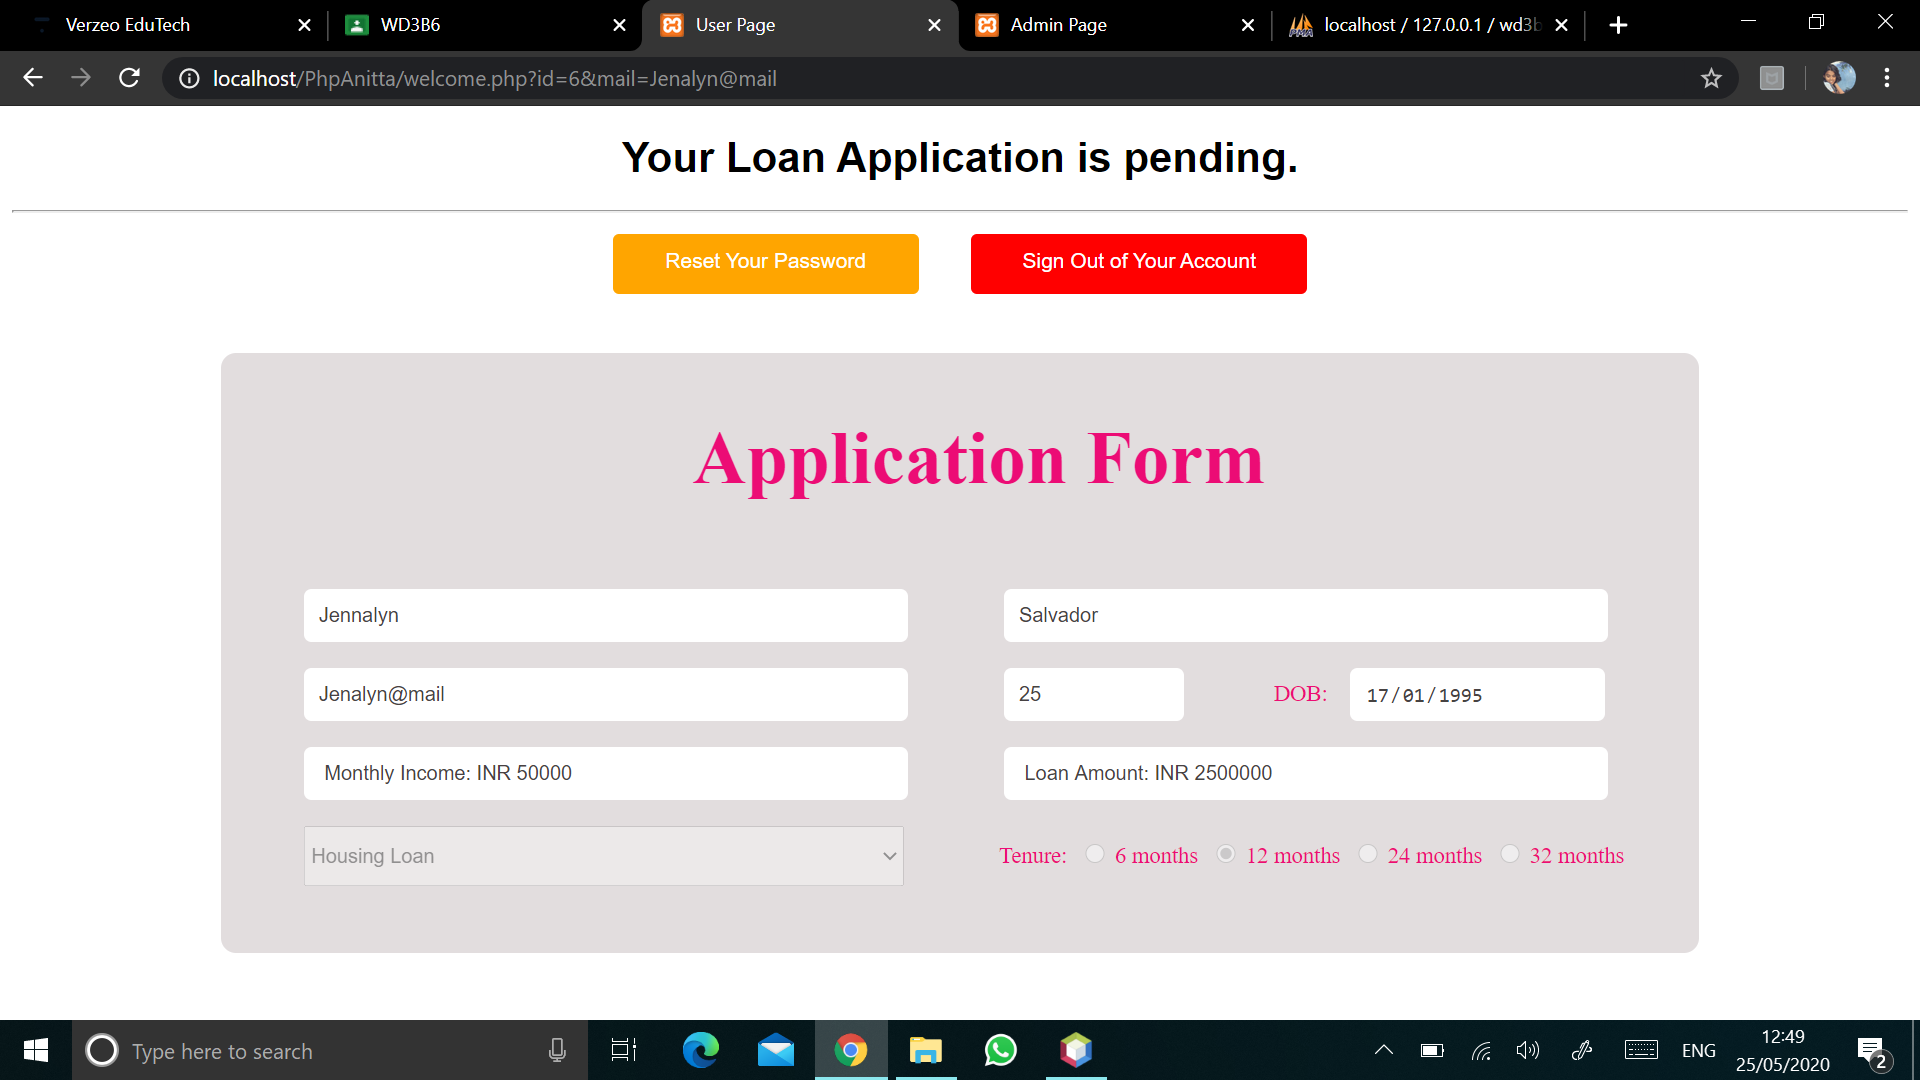 Verzeo EduTech
WD3B6
User Page
Admin Page
localhost / 127.0.0.1 / wd3b
localhost/PhpAnitta/welcome.php?id=6&mail=Jenalyn@mail
Your Loan Application is pending.
Reset Your Password
Sign Out of Your Account
Application Form
Jennalyn
Salvador
Jenalyn@mail
25
DOB:
17/01/1995
Monthly Income: INR 50000
Loan Amount: INR 2500000
Housing Loan
Tenure: 6 months 12 months 24 months 32 months
Type here to search
ENG
12:49
25/05/2020
2